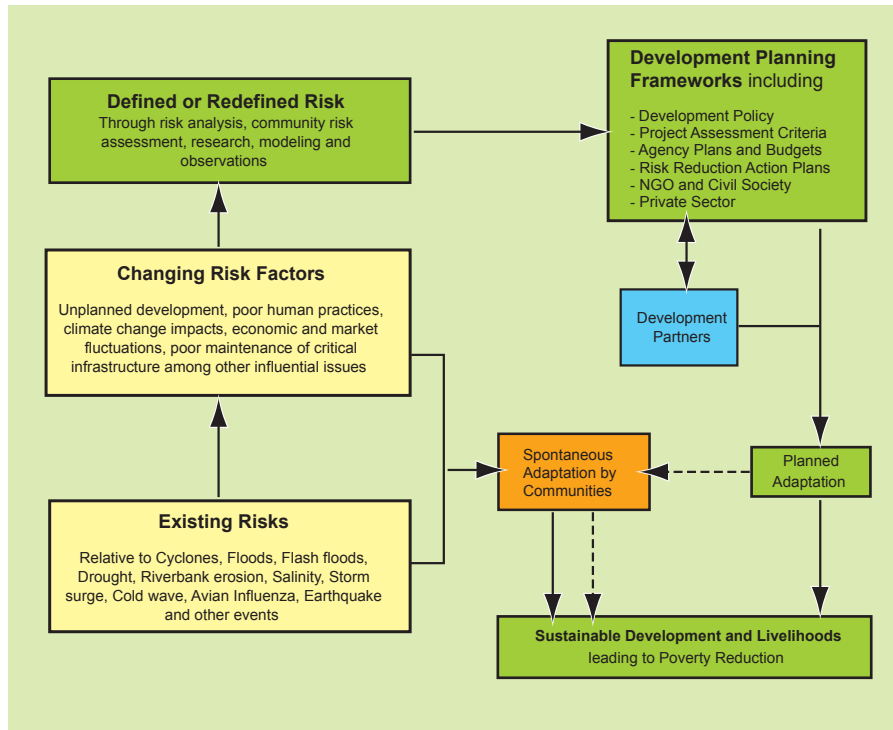 Defined or Redefined Risk
Through risk analysis, community risk
assessment, research, modeling and
observations
Development Planning
Frameworks including
- Development Policy
- Project Assessment Criteria
- Agency Plans and Budgets
- Risk Reduction Action Plans
- NGO and Civil Society
- Private Sector
Changing Risk Factors
Unplanned development, poor human practices,
climate change impacts, economic and market
fluctuations, poor maintenance of critical
infrastructure among other influential issues
Development
Partners
Spontaneous
Adaptation by
Communities
Planned
Adaptation
Existing Risks
Relative to Cyclones, Floods, Flash floods,
Drought, Riverbank erosion, Salinity, Storm
surge, Cold wave, Avian Influenza, Earthquake
and other events
Sustainable Development and Livelihoods
leading to Poverty Reduction